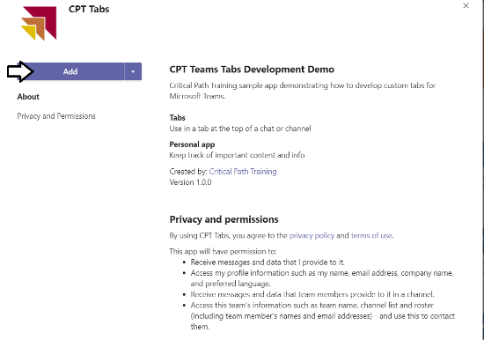 CPT Tabs
Add
About
Privacy and Permissions
CPT Teams Tabs Development Demo
Critical Path Training sample app demonstrating how to develop custom tabs for
Microsoft Teams.
Tabs
Use in a tab at the top of a chat or channel
Personal app
Keep track of important content and info
Created by: Critical Path Training
Version 1.0.0
Privacy and permissions
By using CPT Tabs, you agree to the privacy policy and terms of use.
This app will have permission to:
• Receive messages and data that I provide to it.
• Access my profile information such as my name, email address, company name,
and preferred language.
• Receive messages and data that team members provide to it in a channel.
• Access this team's information such as team name, channel list and roster
(including team member's names and email addresses) - and use this to contact
them.